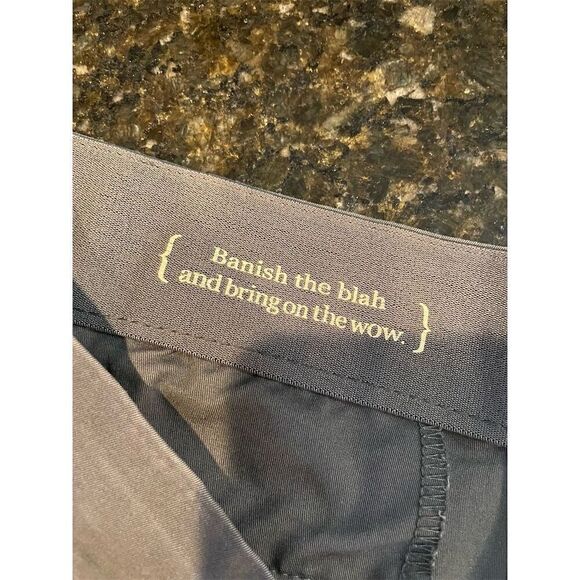 { Banish the blah
and bring on the wow. }